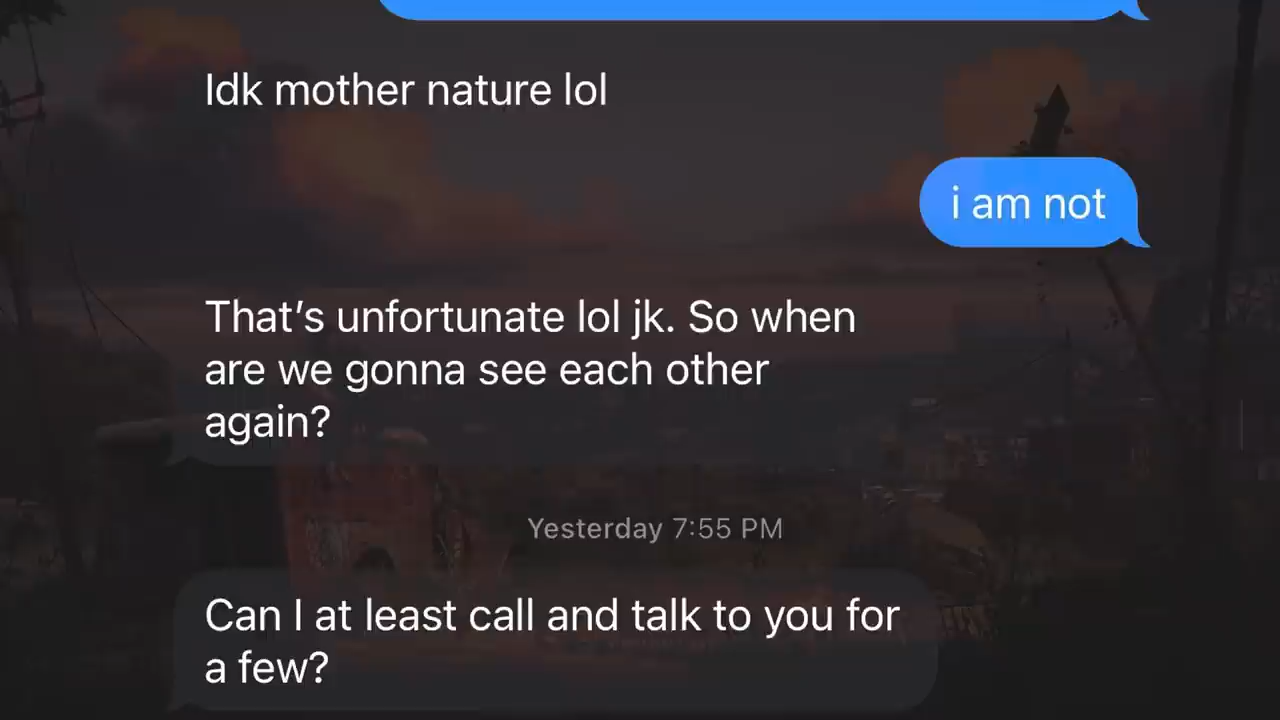 Idk mother nature lol
i am not
That's unfortunate lol jk. So when
are we gonna see each other
again?
Yesterday 7:55 PM
Can I at least call and talk to you for
a few?